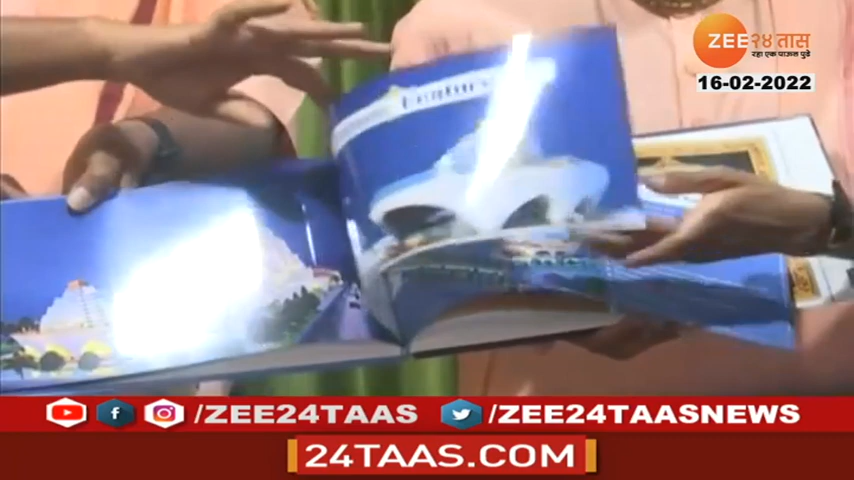 ZEE २४ तास
रहा एक पाऊल पुढे
16-02-2022
/ZEE24TAAS
/ZEE24TAASNEWS
24TAAS.COM